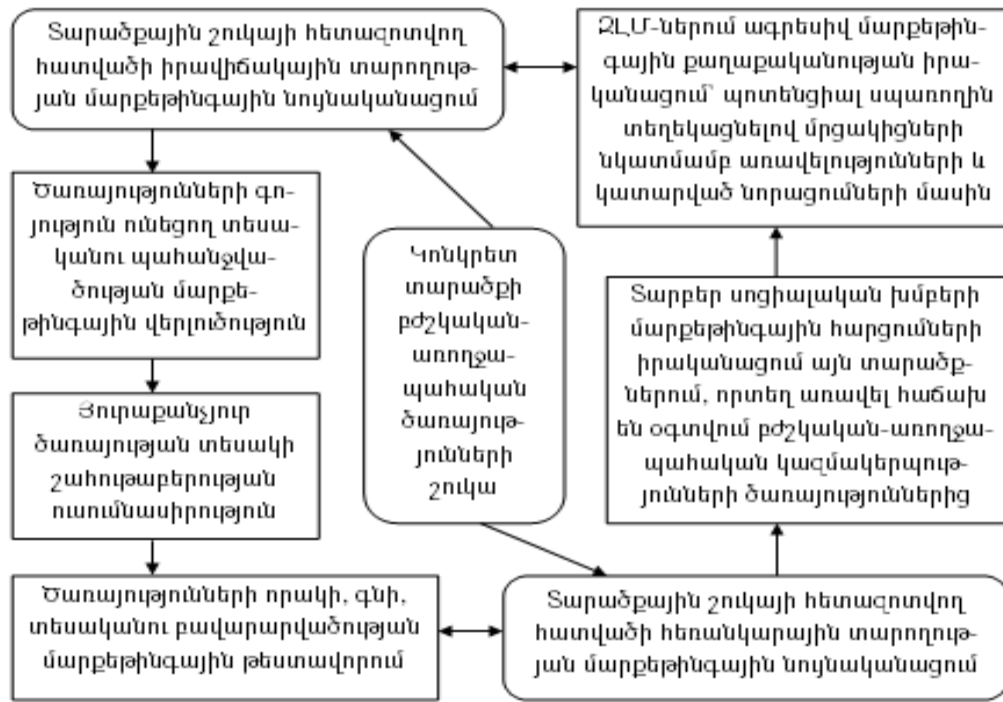 Տարածքային շուկայի հետազոտվող
հատվածի իրավիճակային տարողութ-
յան մարքեթինգային նույնականացում
ԶԼՄ-ներում ագրեսիվ մարքեթին-
գային քաղաքականության իրա-
կանացում՝ պոտենցիալ սպառողին
տեղեկացնելով մրցակիցների
նկատմամբ առավելությունների և
կատարված նորացումների մասին
Ծառայությունների գո-
յություն ունեցող տեսա-
կանու պահանջվա-
ծության մարքե-
թինգային վերլուծություն
Կոնկրետ
տարածքի
բժշկական-
առողջա-
պահական
ծառայութ-
յունների
շուկա
Տարբեր սոցիալական խմբերի
մարքեթինգային հարցումների
իրականացում այն տարածք-
ներում, որտեղ առավել հաճախ
են օգտվում բժշկական-առողջա-
պահական կազմակերպութ-
յունների ծառայություններից
Յուրաքանչյուր
ծառայության տեսակի
շահութաբերության
ուսումնասիրություն
Ծառայությունների որակի, գնի,
տեսականու բավարարվածության
մարքեթինգային թեստավորում
Տարածքային շուկայի հետազոտվող
հատվածի հեռանկարային տարողութ-
յան մարքեթինգային նույնականացում